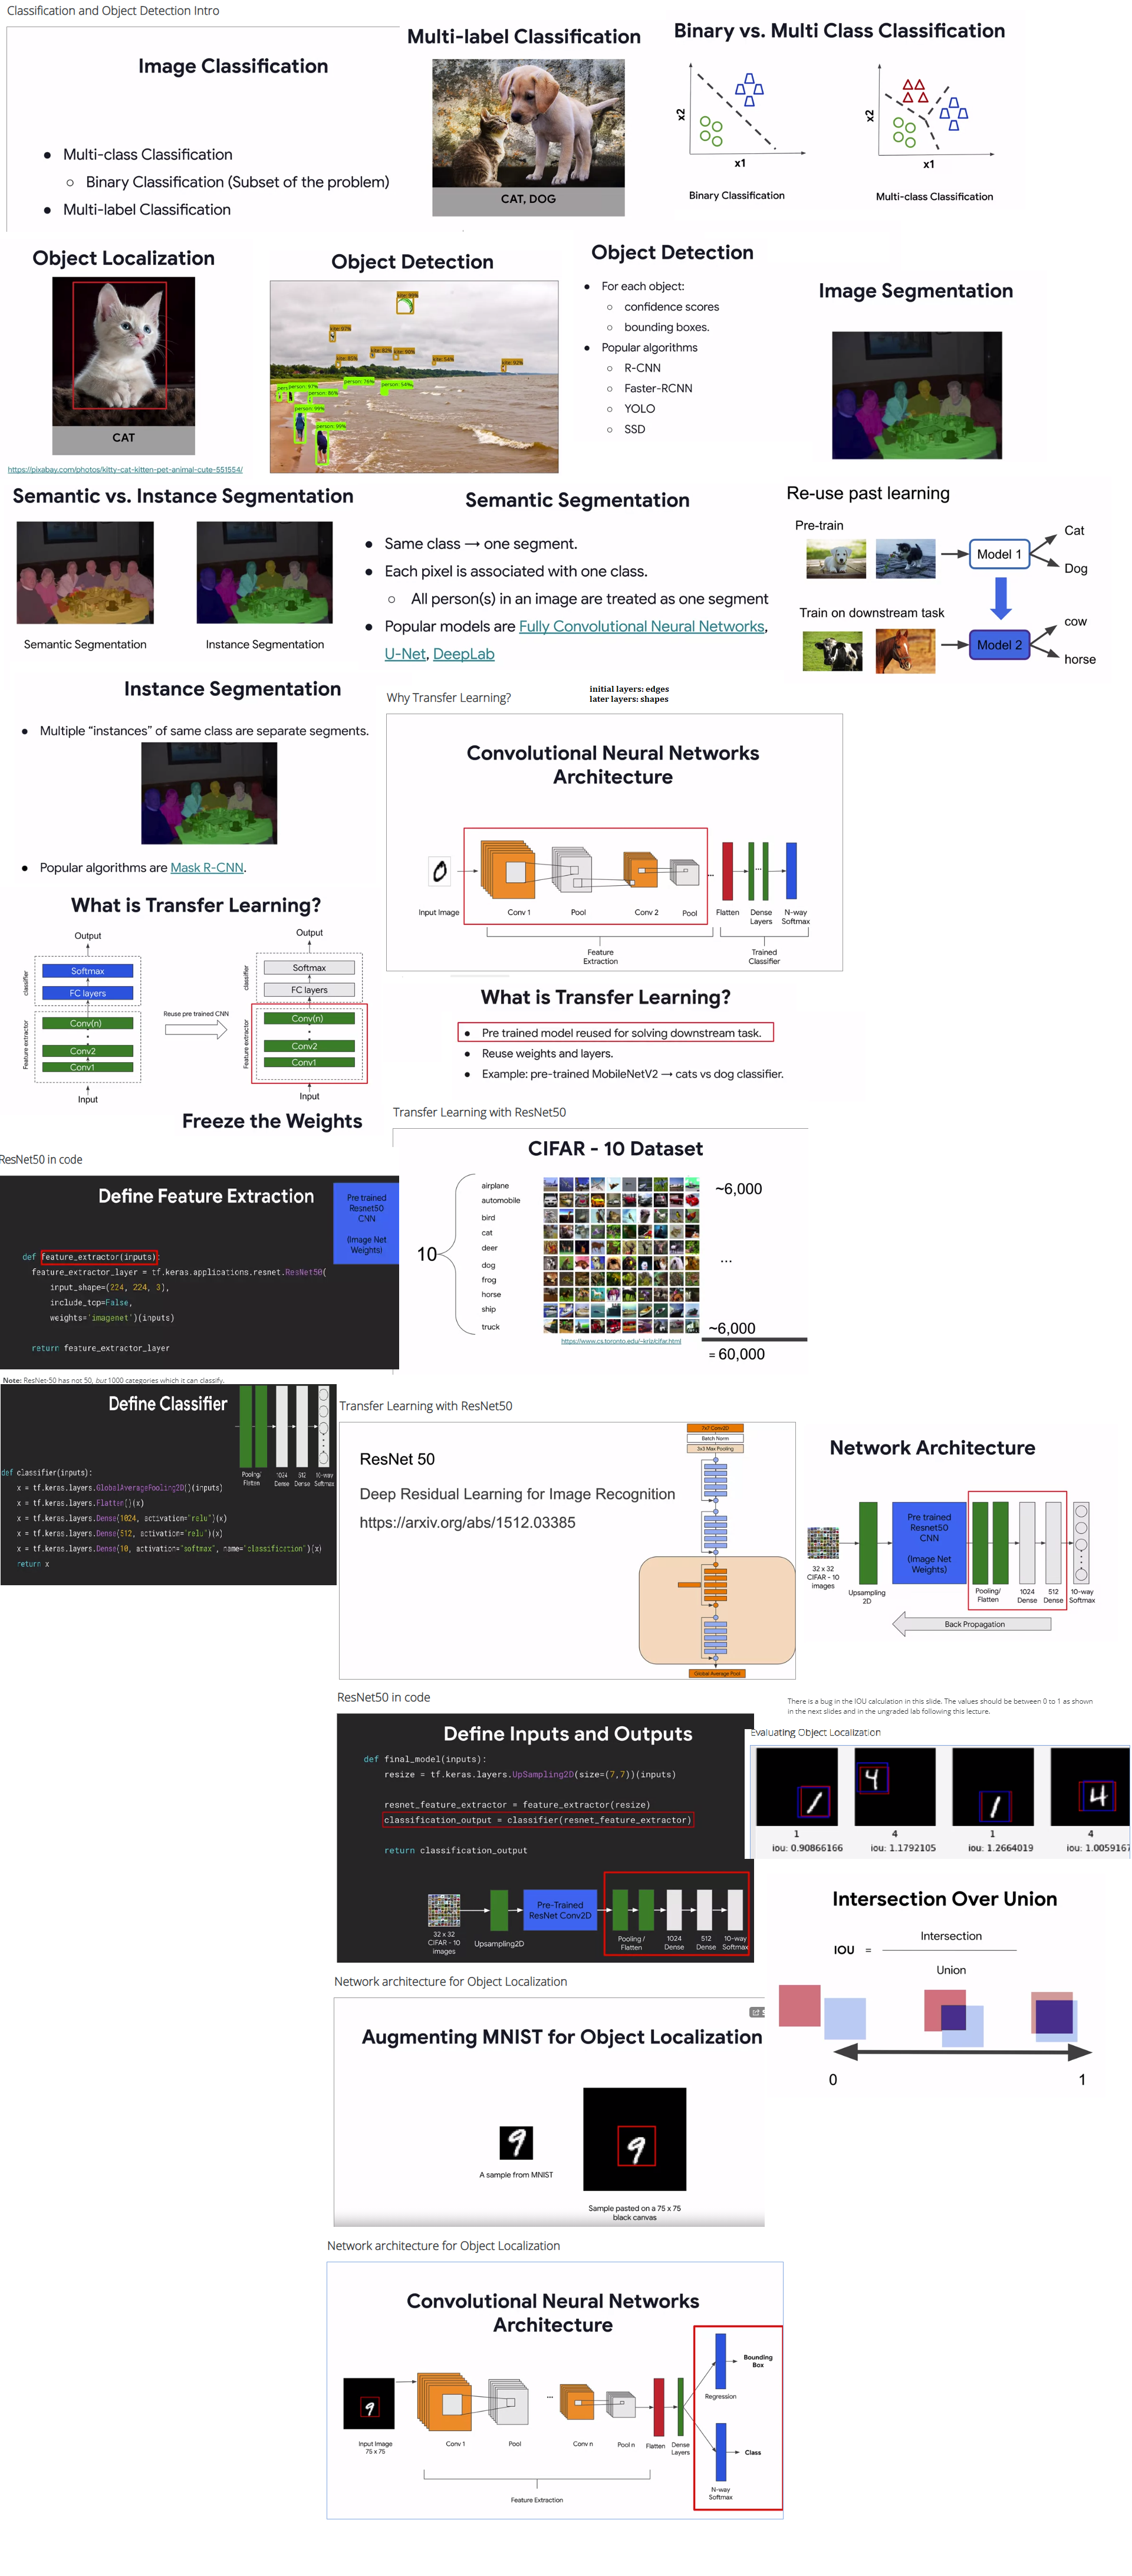 Classification and Object Detection Intro
Image Classification
● Multi-class Classification
○ Binary Classification (Subset of the problem)
● Multi-label Classification
Multi-label Classification
CAT, DOG
Binary vs. Multi Class Classification
x2
x1
Binary Classification
x2
x1
Multi-class Classification
Object Localization
CAT
https://pixabay.com/photos/kitty-cat-kitten-pet-animal-cute-551554/
Object Detection
Object Detection
● For each object:
○ confidence scores
○ bounding boxes.
● Popular algorithms
○ R-CNN
○ Faster-RCNN
○ YOLO
○ SSD
Image Segmentation
Semantic vs. Instance Segmentation
Semantic Segmentation
Instance Segmentation
Semantic Segmentation
● Same class → one segment.
● Each pixel is associated with one class.
○ All person(s) in an image are treated as one segment
● Popular models are Fully Convolutional Neural Networks,
U-Net, DeepLab
Re-use past learning
Pre-train
Model 1
Cat
Dog
Train on downstream task
Model 2
cow
horse
Instance Segmentation
● Multiple “instances” of same class are separate segments.
● Popular algorithms are Mask R-CNN.
Why Transfer Learning?
initial layers: edges
later layers: shapes
Convolutional Neural Networks
Architecture
Input Image
Conv 1
Pool
Conv 2
Pool
...
Flatten
Dense
Layers
N-way
Softmax
Feature
Extraction
Trained
Classifier
What is Transfer Learning?
Output
Softmax
FC layers
classifier
Conv(n)
Conv2
Conv1
Feature extractor
Input
Reuse pre trained CNN
Output
Softmax
FC layers
classifier
Conv(n)
Conv2
Conv1
Feature extractor
Input
Freeze the Weights
What is Transfer Learning?
● Pre trained model reused for solving downstream task.
● Reuse weights and layers.
● Example: pre-trained MobileNetV2 → cats vs dog classifier.
Transfer Learning with ResNet50
CIFAR - 10 Dataset
10
airplane
automobile
bird
cat
deer
dog
frog
horse
ship
truck
~6,000
...
~6,000
= 60,000
https://www.cs.toronto.edu/~kriz/cifar.html
ResNet50 in code
Define Feature Extraction
Pre trained
Resnet50
CNN
(Image Net
Weights)
def feature_extractor(inputs):
feature_extractor_layer = tf.keras.applications.resnet.ResNet50(
input_shape=(224, 224, 3),
include_top=False,
weights='imagenet')(inputs)
return feature_extractor_layer
Note: ResNet-50 has not 50, but 1000 categories which it can classify.
Define Classifier
Pooling/
Flatten
1024
Dense
512
Dense
10-way
Softmax
def classifier(inputs):
x = tf.keras.layers.GlobalAveragePooling2D()(inputs)
x = tf.keras.layers.Flatten()(x)
x = tf.keras.layers.Dense(1024, activation="relu")(x)
x = tf.keras.layers.Dense(512, activation="relu")(x)
x = tf.keras.layers.Dense(10, activation="softmax", name="classification")(x)
return x
Transfer Learning with ResNet50
ResNet 50
Deep Residual Learning for Image Recognition
https://arxiv.org/abs/1512.03385
7x7 Conv2D
Batch Norm
3x3 Max Pooling
Global Average Pool
Network Architecture
32 x 32
CIFAR - 10
images
Upsampling
2D
Pre trained
Resnet50
CNN
(Image Net
Weights)
Pooling/
Flatten
1024
Dense
512
Dense
10-way
Softmax
Back Propagation
ResNet50 in code
Define Inputs and Outputs
def final_model(inputs):
resize = tf.keras.layers.UpSampling2D(size=(7,7))(inputs)
resnet_feature_extractor = feature_extractor(resize)
classification_output = classifier(resnet_feature_extractor)
return classification_output
32 x 32
CIFAR - 10
images
Upsampling2D
Pre-Trained
ResNet Conv2D
Pooling /
Flatten
1024
Dense
512
Dense
10-way
Softmax
There is a bug in the IOU calculation in this slide. The values should be between 0 to 1 as shown
in the next slides and in the ungraded lab following this lecture.
Evaluating Object Localization
1 4 1 4
1 4 1 4
iou: 0.90866166 iou: 1.1792105 iou: 1.2664019 iou: 1.0059167
Intersection Over Union
IOU = Intersection
Union
0 1
Network architecture for Object Localization
Augmenting MNIST for Object Localization
9
A sample from MNIST
9
Sample pasted on a 75 x 75
black canvas
Network architecture for Object Localization
Convolutional Neural Networks
Architecture
9
Input Image
75 x 75
Conv 1
Pool
...
Conv n
Pool n
Flatten
Dense
Layers
Feature Extraction
Bounding
Box
Regression
Class
N-way
Softmax